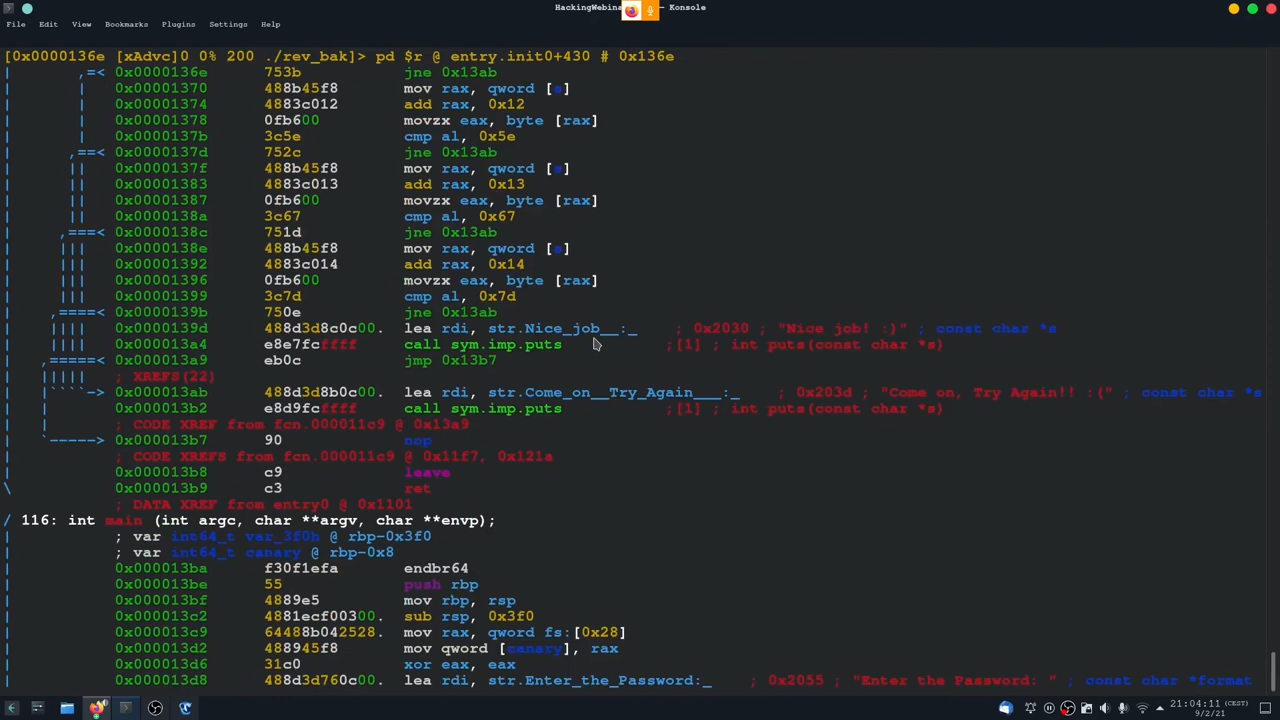 HackingWebina — Konsole
File Edit View Bookmarks Plugins Settings Help
[0x0000136e [xAdvc]0 0% 200 ./rev_bak]> pd $r @ entry.init0+430 # 0x136e
| ,=< 0x0000136e 753b jne 0x13ab
| | 0x00001370 488b45f8 mov rax, qword [s]
| | 0x00001374 4883c012 add rax, 0x12
| | 0x00001378 0fb600 movzx eax, byte [rax]
| | 0x0000137b 3c5e cmp al, 0x5e
| ,==< 0x0000137d 752c jne 0x13ab
| || 0x0000137f 488b45f8 mov rax, qword [s]
| || 0x00001383 4883c013 add rax, 0x13
| || 0x00001387 0fb600 movzx eax, byte [rax]
| || 0x0000138a 3c67 cmp al, 0x67
| ,===< 0x0000138c 751d jne 0x13ab
| ||| 0x0000138e 488b45f8 mov rax, qword [s]
| ||| 0x00001392 4883c014 add rax, 0x14
| ||| 0x00001396 0fb600 movzx eax, byte [rax]
| ||| 0x00001399 3c7d cmp al, 0x7d
| ,====< 0x0000139b 750e jne 0x13ab
| |||| 0x0000139d 488d3d8c0c00. lea rdi, str.Nice_job__:_ ; 0x2030 ; "Nice job! :)" ; const char *s
| |||| 0x000013a4 e8e7fcffff call sym.imp.puts ;[1] ; int puts(const char *s)
| ,=====< 0x000013a9 eb0c jmp 0x13b7
| ||||| ; XREFS(22)
| |````-> 0x000013ab 488d3d8b0c00. lea rdi, str.Come_on__Try_Again___:_ ; 0x203d ; "Come on, Try Again!! :(" ; const char *s
| | 0x000013b2 e8d9fcffff call sym.imp.puts ;[1] ; int puts(const char *s)
| | ; CODE XREF from fcn.000011c9 @ 0x13a9
| `-----> 0x000013b7 90 nop
| ; CODE XREFS from fcn.000011c9 @ 0x11f7, 0x121a
| 0x000013b8 c9 leave
\ 0x000013b9 c3 ret
; DATA XREF from entry0 @ 0x1101
/ 116: int main (int argc, char **argv, char **envp);
| ; var int64_t var_3f0h @ rbp-0x3f0
| ; var int64_t canary @ rbp-0x8
| 0x000013ba f30f1efa endbr64
| 0x000013be 55 push rbp
| 0x000013bf 4889e5 mov rbp, rsp
| 0x000013c2 4881ecf00300. sub rsp, 0x3f0
| 0x000013c9 64488b042528. mov rax, qword fs:[0x28]
| 0x000013d2 488945f8 mov qword [canary], rax
| 0x000013d6 31c0 xor eax, eax
| 0x000013d8 488d3d760c00. lea rdi, str.Enter_the_Password:_ ; 0x2055 ; "Enter the Password: " ; const char *format
21:04:11 (CEST)
9/2/21